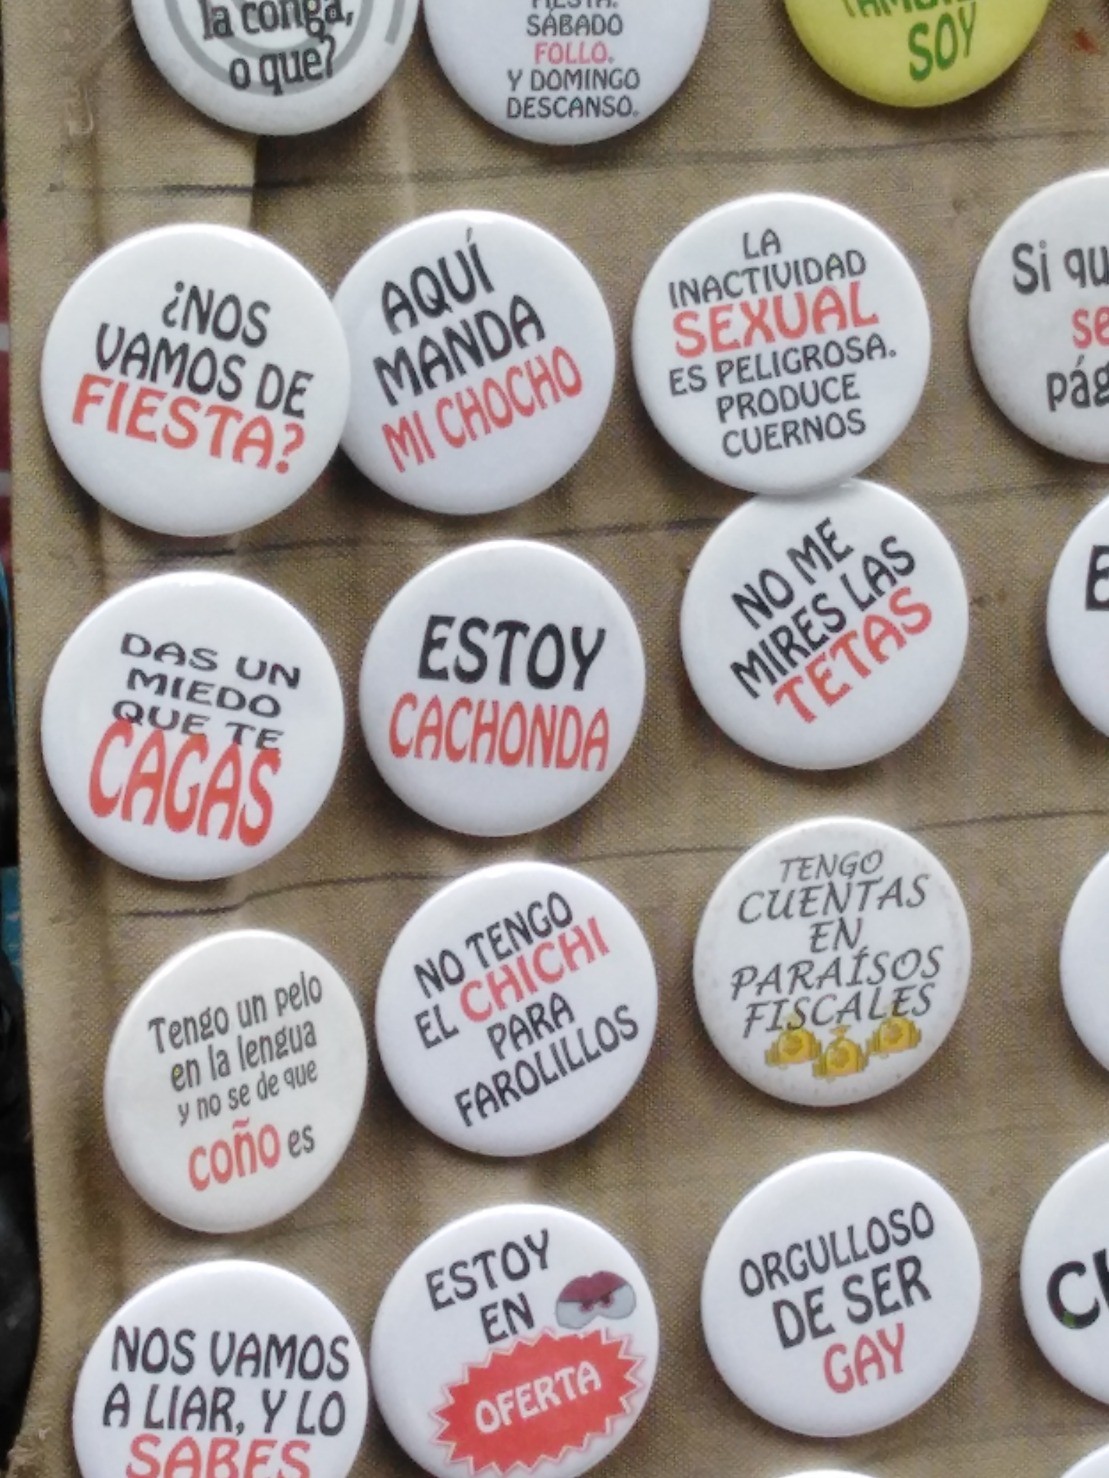 la conga,
o que?
FIESTA.
SÁBADO
FOLLO.
Y DOMINGO
DESCANSO.
SOY
¿NOS
VAMOS DE
FIESTA?
AQUÍ
MANDA
MI CHOCHO
LA
INACTIVIDAD
SEXUAL
ES PELIGROSA.
PRODUCE
CUERNOS
Si
DAS UN
MIEDO
QUE TE
CAGAS
ESTOY
CACHONDA
NO ME
MIRES LAS
TETAS
Tengo un pelo
en la lengua
y no se de que
coño es
NO TENGO
EL CHICHI
PARA
FAROLILLOS
TENGO
CUENTAS
EN
PARAÍSOS
FISCALES
NOS VAMOS
A LIAR, Y LO
SABES
ESTOY
EN
OFERTA
ORGULLOSO
DE SER
GAY